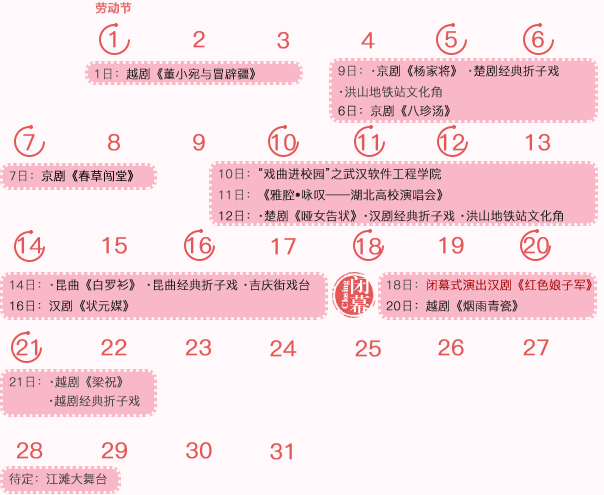 劳动节
1 2 3 4 5 6
1日：越剧《董小宛与冒辟疆》
9日：·京剧《杨家将》 ·楚剧经典折子戏
·洪山地铁站文化角
6日：京剧《八珍汤》
7 8 9 10 11 12 13
7日：京剧《春草闯堂》
10日：“戏曲进校园”之武汉软件工程学院
11日：《雅腔•咏叹——湖北高校演唱会》
12日：·楚剧《哑女告状》·汉剧经典折子戏 ·洪山地铁站文化角
14 15 16 17 18 19 20
14日：·昆曲《白罗衫》 ·昆曲经典折子戏 ·吉庆街戏台
16日：汉剧《状元媒》
闭幕
Closing
18日：闭幕式演出汉剧《红色娘子军》
20日：越剧《烟雨青瓷》
21 22 23 24 25 26 27
21日：·越剧《梁祝》
·越剧经典折子戏
28 29 30 31
待定：江滩大舞台